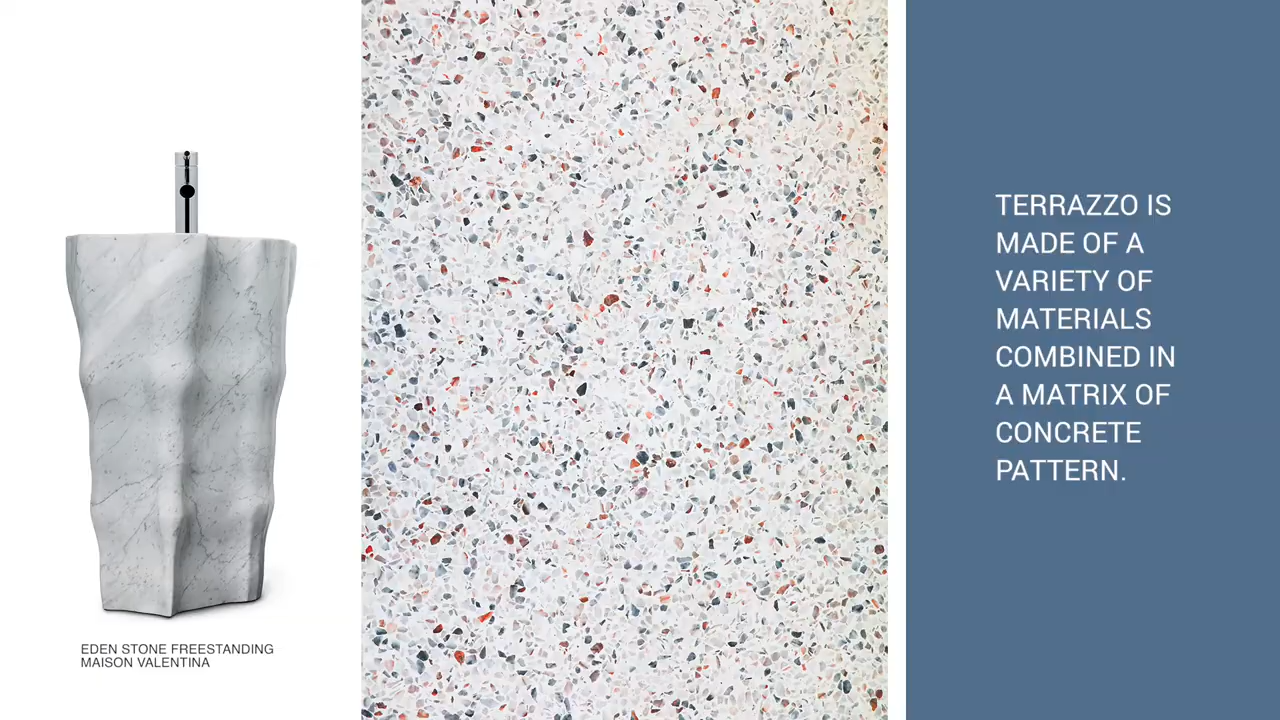 EDEN STONE FREESTANDING
MAISON VALENTINA
TERRAZZO IS
MADE OF A
VARIETY OF
MATERIALS
COMBINED IN
A MATRIX OF
CONCRETE
PATTERN.